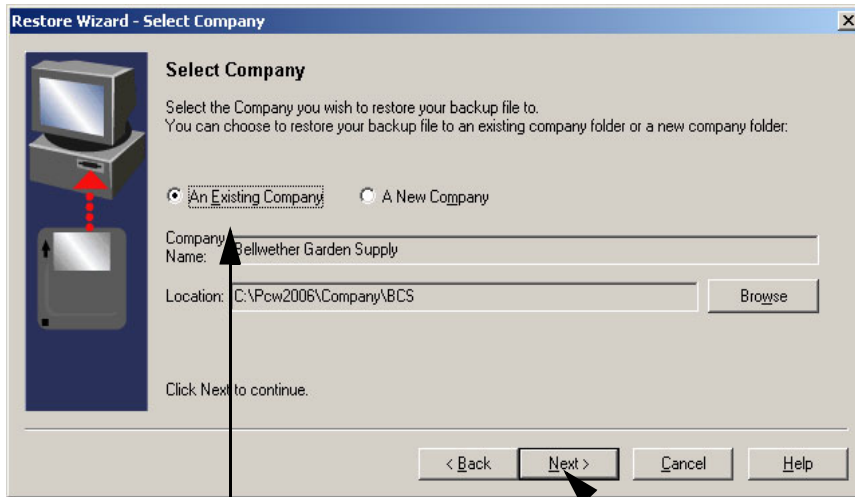 Restore Wizard - Select Company
Select Company
Select the Company you wish to restore your backup file to.
You can choose to restore your backup file to an existing company folder or a new company folder:
An Existing Company A New Company
Company
Name: Bellwether Garden Supply
Location: C:\Pcw2006\Company\BCS Browse
Click Next to continue.
< Back Next > Cancel Help